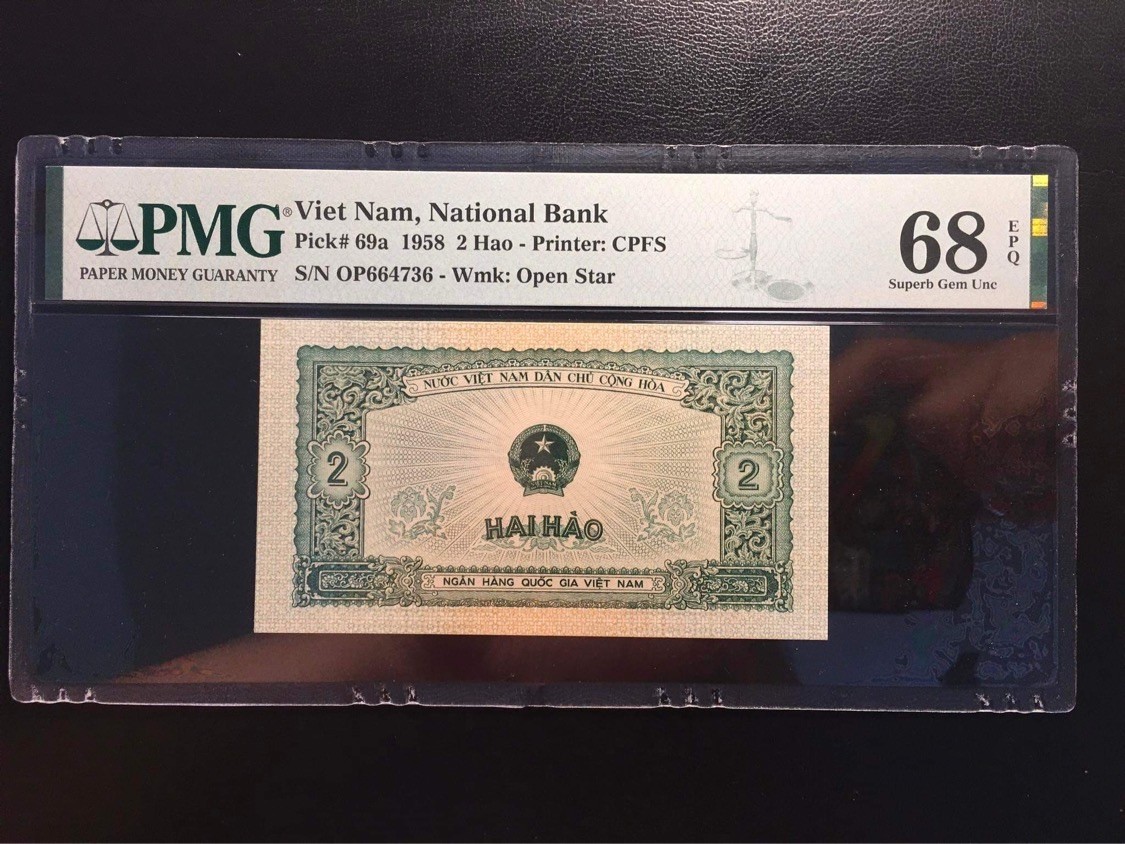 PMG®
PAPER MONEY GUARANTY
Viet Nam, National Bank
Pick# 69a 1958 2 Hao - Printer: CPFS
S/N OP664736 - Wmk: Open Star
68
EPQ
Superb Gem Unc
NƯỚC VIỆT NAM DÂN CHỦ CỘNG HÒA
2
2
HAI HÀO
NGÂN HÀNG QUỐC GIA VIỆT NAM